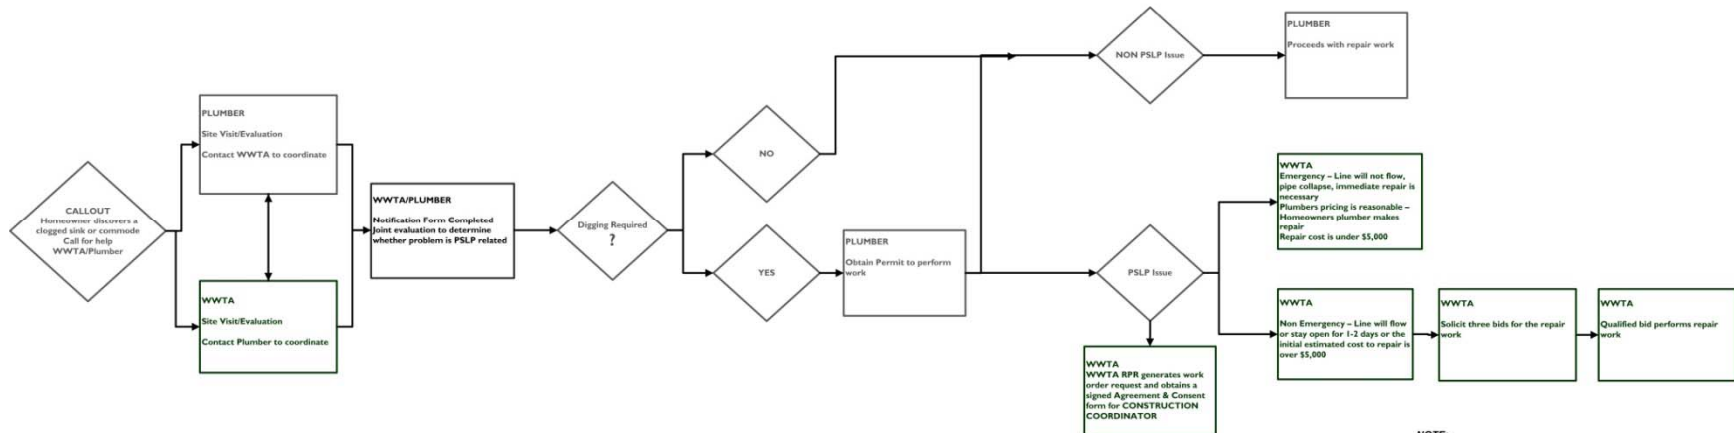 CALLOUT
Homeowner discovers a
clogged sink or commode
Call for help
WWTA/Plumber
PLUMBER
Site Visit/Evaluation
Contact WWTA to coordinate
WWTA
Site Visit/Evaluation
Contact Plumber to coordinate
WWTA/PLUMBER
Notification Form Completed
Joint evaluation to determine
whether problem is PSLP related
Digging Required
?
NO
YES
PLUMBER
Obtain Permit to perform
work
NON PSLP Issue
PLUMBER
Proceeds with repair work
PSLP Issue
WWTA
Emergency – Line will not flow,
pipe collapse, immediate repair is
necessary
Plumbers pricing is reasonable –
Homeowners plumber makes
repair
Repair cost is under $5,000
WWTA
Non Emergency – Line will flow
or stay open for 1-2 days or the
initial estimated cost to repair is
over $5,000
WWTA
Solicit three bids for the repair
work
WWTA
Qualified bid performs repair
work
WWTA
WWTA RPR generates work
order request and obtains a
signed Agreement & Consent
form for CONSTRUCTION
COORDINATOR
NOTE: